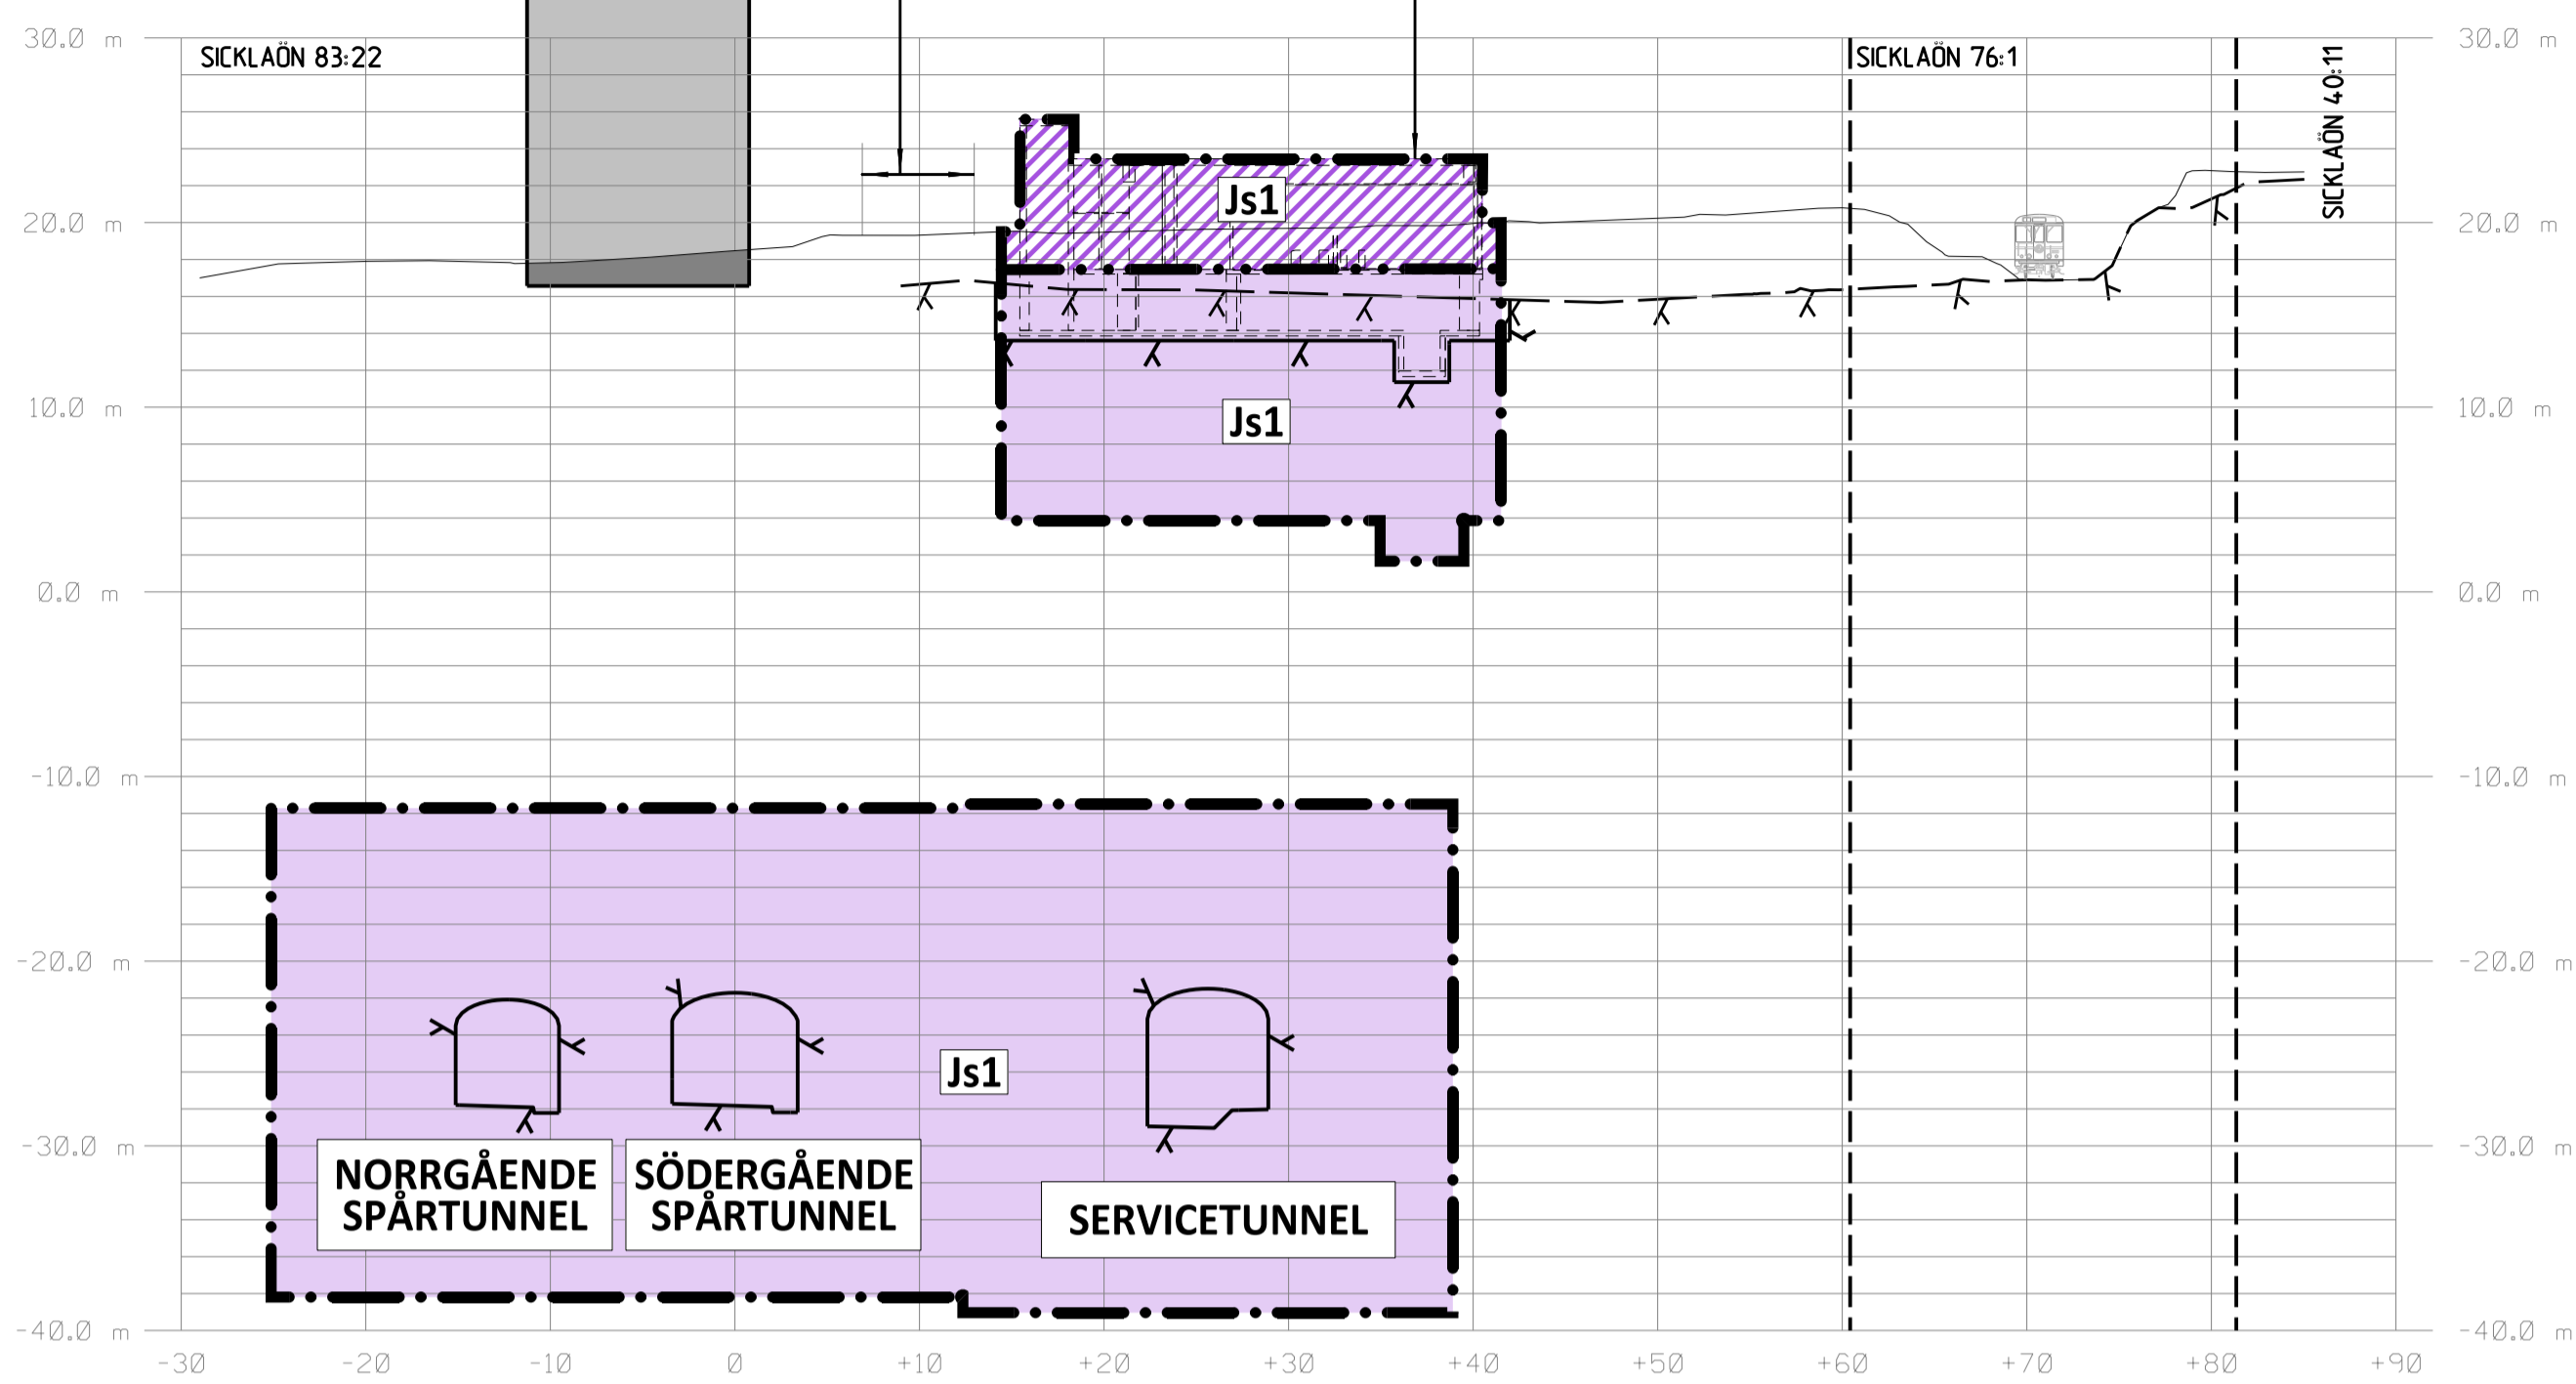 30.0 m
30.0 m
SICKLAÖN 83:22
SICKLAÖN 76:1
SICKLAÖN 40:11
Js1
20.0 m
20.0 m
Js1
10.0 m
10.0 m
0.0 m
0.0 m
-10.0 m
-10.0 m
-20.0 m
-20.0 m
Js1
-30.0 m
-30.0 m
NORRGÅENDE
SPÅRTUNNEL
SÖDERGÅENDE
SPÅRTUNNEL
SERVICETUNNEL
-40.0 m
-40.0 m
-30 -20 -10 0 +10 +20 +30 +40 +50 +60 +70 +80 +90